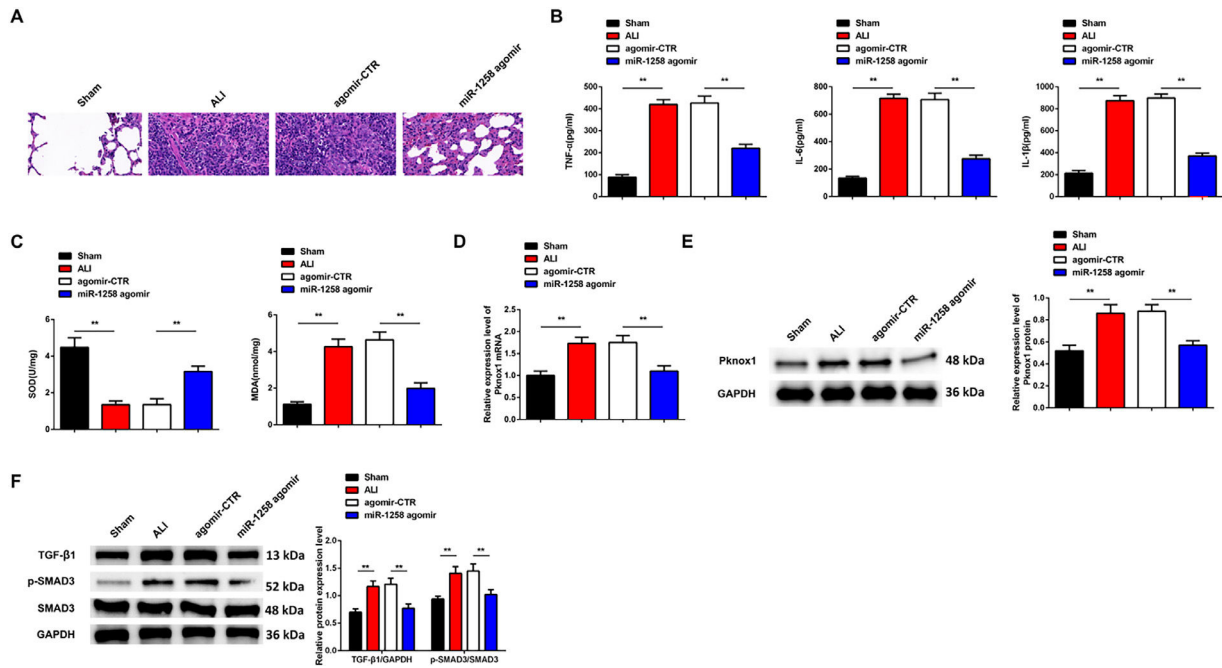 A
Sham
ALI
agomir-CTR
miR-1258 agomir
B
Sham
ALI
agomir-CTR
miR-1258 agomir
**
**
TNF-α(pg/ml)
500
400
300
200
100
0
Sham
ALI
agomir-CTR
miR-1258 agomir
**
**
IL-6(pg/ml)
800
600
400
200
0
Sham
ALI
agomir-CTR
miR-1258 agomir
**
**
IL-1β(pg/ml)
1000
800
600
400
200
0
C
Sham
ALI
agomir-CTR
miR-1258 agomir
**
**
SOD(U/mg)
6
4
2
0
Sham
ALI
agomir-CTR
miR-1258 agomir
**
**
MDA(nmol/mg)
6
4
2
0
D
Sham
ALI
agomir-CTR
miR-1258 agomir
**
**
Relative expression level of
Pknox1 mRNA
2.5
2.0
1.5
1.0
0.5
0.0
E
Sham
ALI
agomir-CTR
miR-1258 agomir
Pknox1
48 kDa
GAPDH
36 kDa
Sham
ALI
agomir-CTR
miR-1258 agomir
**
**
Relative expression level of
Pknox1 protein
1.0
0.8
0.6
0.4
0.2
0.0
F
Sham
ALI
agomir-CTR
miR-1258 agomir
TGF-β1
13 kDa
p-SMAD3
52 kDa
SMAD3
48 kDa
GAPDH
36 kDa
Sham
ALI
agomir-CTR
miR-1258 agomir
**
**
**
**
Relative protein expression level
2.0
1.5
1.0
0.5
0.0
TGF-β1/GAPDH
p-SMAD3/SMAD3